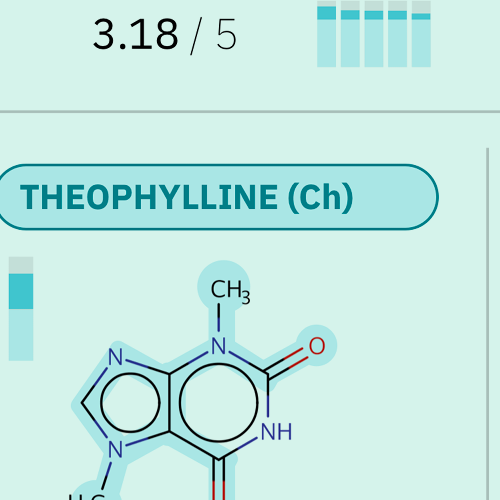 3.18 / 5
THEOPHYLLINE (Ch)
CH3
N
N
O
NH
N